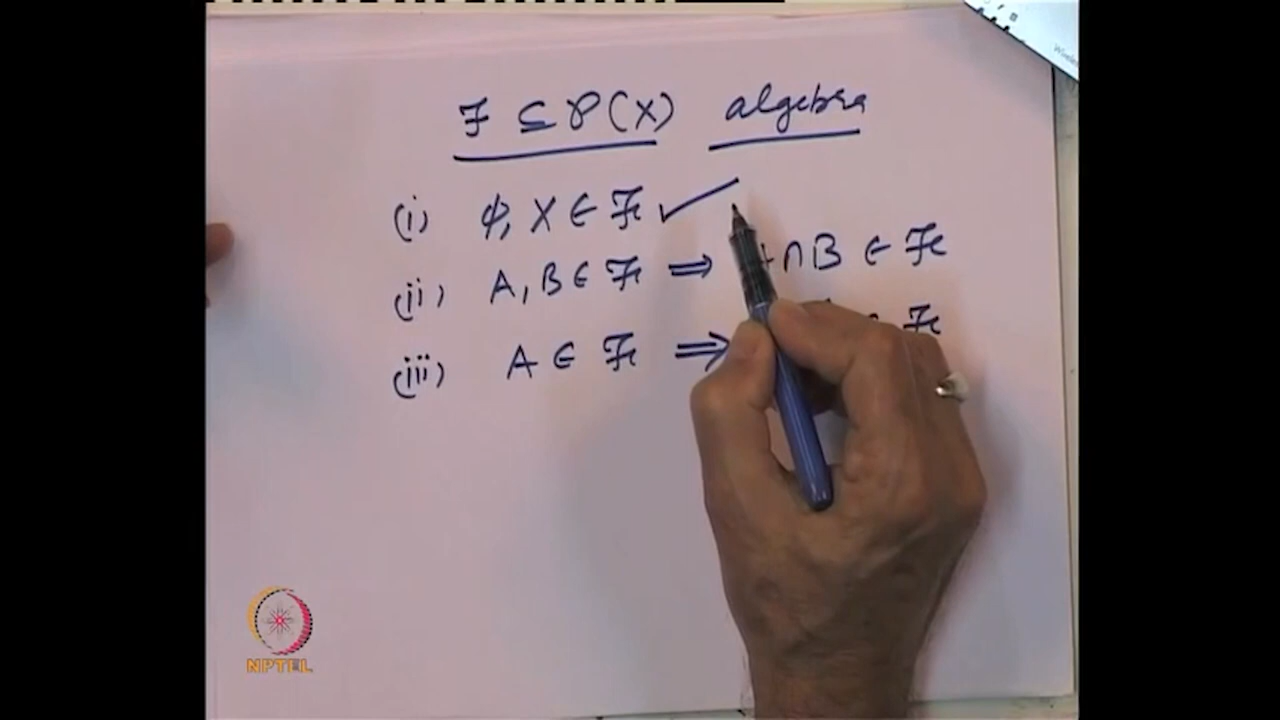 F ⊆ P(X) algebra
(i) φ, X ∈ F ✓
(ii) A, B ∈ F ⇒ ∩ B ∈ F
(iii) A ∈ F ⇒ F
NPTEL